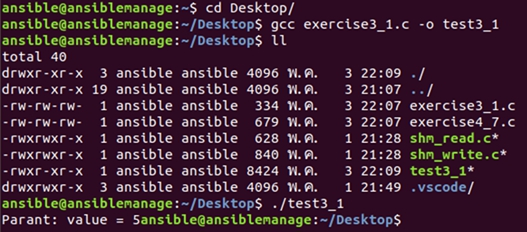 ansible@ansiblemanage:~$ cd Desktop/
ansible@ansiblemanage:~/Desktop$ gcc exercise3_1.c -o test3_1
ansible@ansiblemanage:~/Desktop$ ll
total 40
drwxr-xr-x  3 ansible ansible 4096 พ.ค.   3 22:09 ./
drwxr-xr-x 19 ansible ansible 4096 พ.ค.   3 21:07 ../
-rw-rw-rw-  1 ansible ansible  334 พ.ค.   3 22:07 exercise3_1.c
-rw-rw-rw-  1 ansible ansible  679 พ.ค.   3 22:07 exercise4_7.c
-rwxrwxr-x  1 ansible ansible  628 พ.ค.   1 21:28 shm_read.c*
-rwxrwxr-x  1 ansible ansible  840 พ.ค.   1 21:28 shm_write.c*
-rwxrwxr-x  1 ansible ansible 8424 พ.ค.   3 22:09 test3_1*
drwxrwxr-x  3 ansible ansible 4096 พ.ค.   1 21:49 .vscode/
ansible@ansiblemanage:~/Desktop$ ./test3_1
Parant: value = 5ansible@ansiblemanage:~/Desktop$